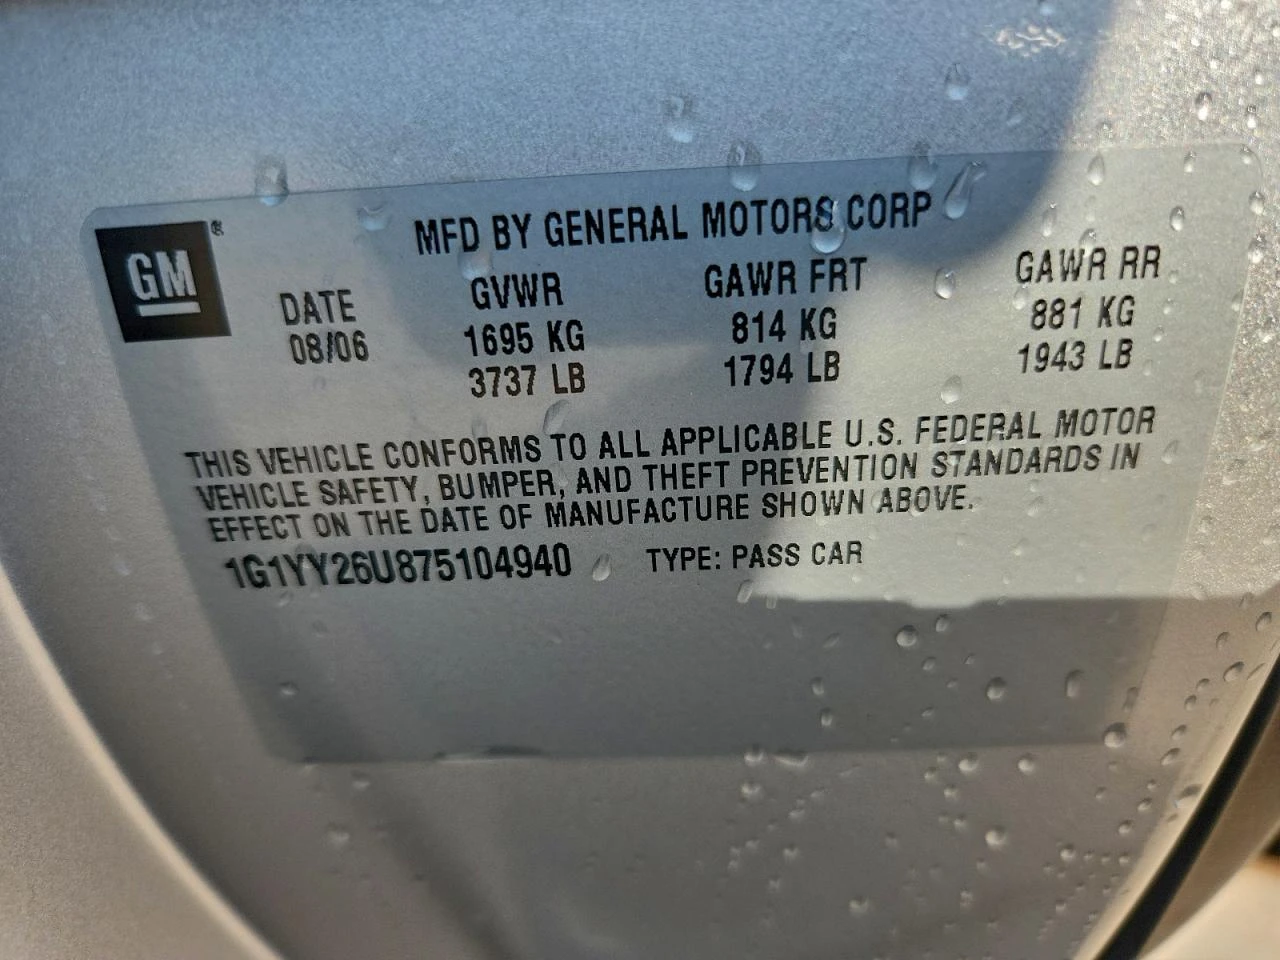 GM®
MFD BY GENERAL MOTORS CORP
DATE GVWR GAWR FRT GAWR RR
08/06 1695 KG 814 KG 881 KG
3737 LB 1794 LB 1943 LB
THIS VEHICLE CONFORMS TO ALL APPLICABLE U.S. FEDERAL MOTOR
VEHICLE SAFETY, BUMPER, AND THEFT PREVENTION STANDARDS IN
EFFECT ON THE DATE OF MANUFACTURE SHOWN ABOVE.
1G1YY26U875104940 TYPE: PASS CAR